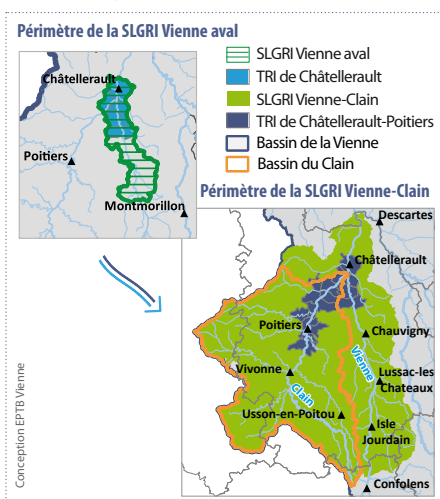 Périmètre de la SLGRI Vienne aval
Châtellerault
Poitiers
Montmorillon
SLGRI Vienne aval
TRI de Châtellerault
SLGRI Vienne-Clain
TRI de Châtellerault-Poitiers
Bassin de la Vienne
Bassin du Clain
Périmètre de la SLGRI Vienne-Clain
Descartes
Châtellerault
Poitiers
Chauvigny
Vienne
Vivonne
Lussac-les
Chateaux
Clain
Usson-en-Poitou
Isle
Jourdain
Confolens
Conception EPTB Vienne